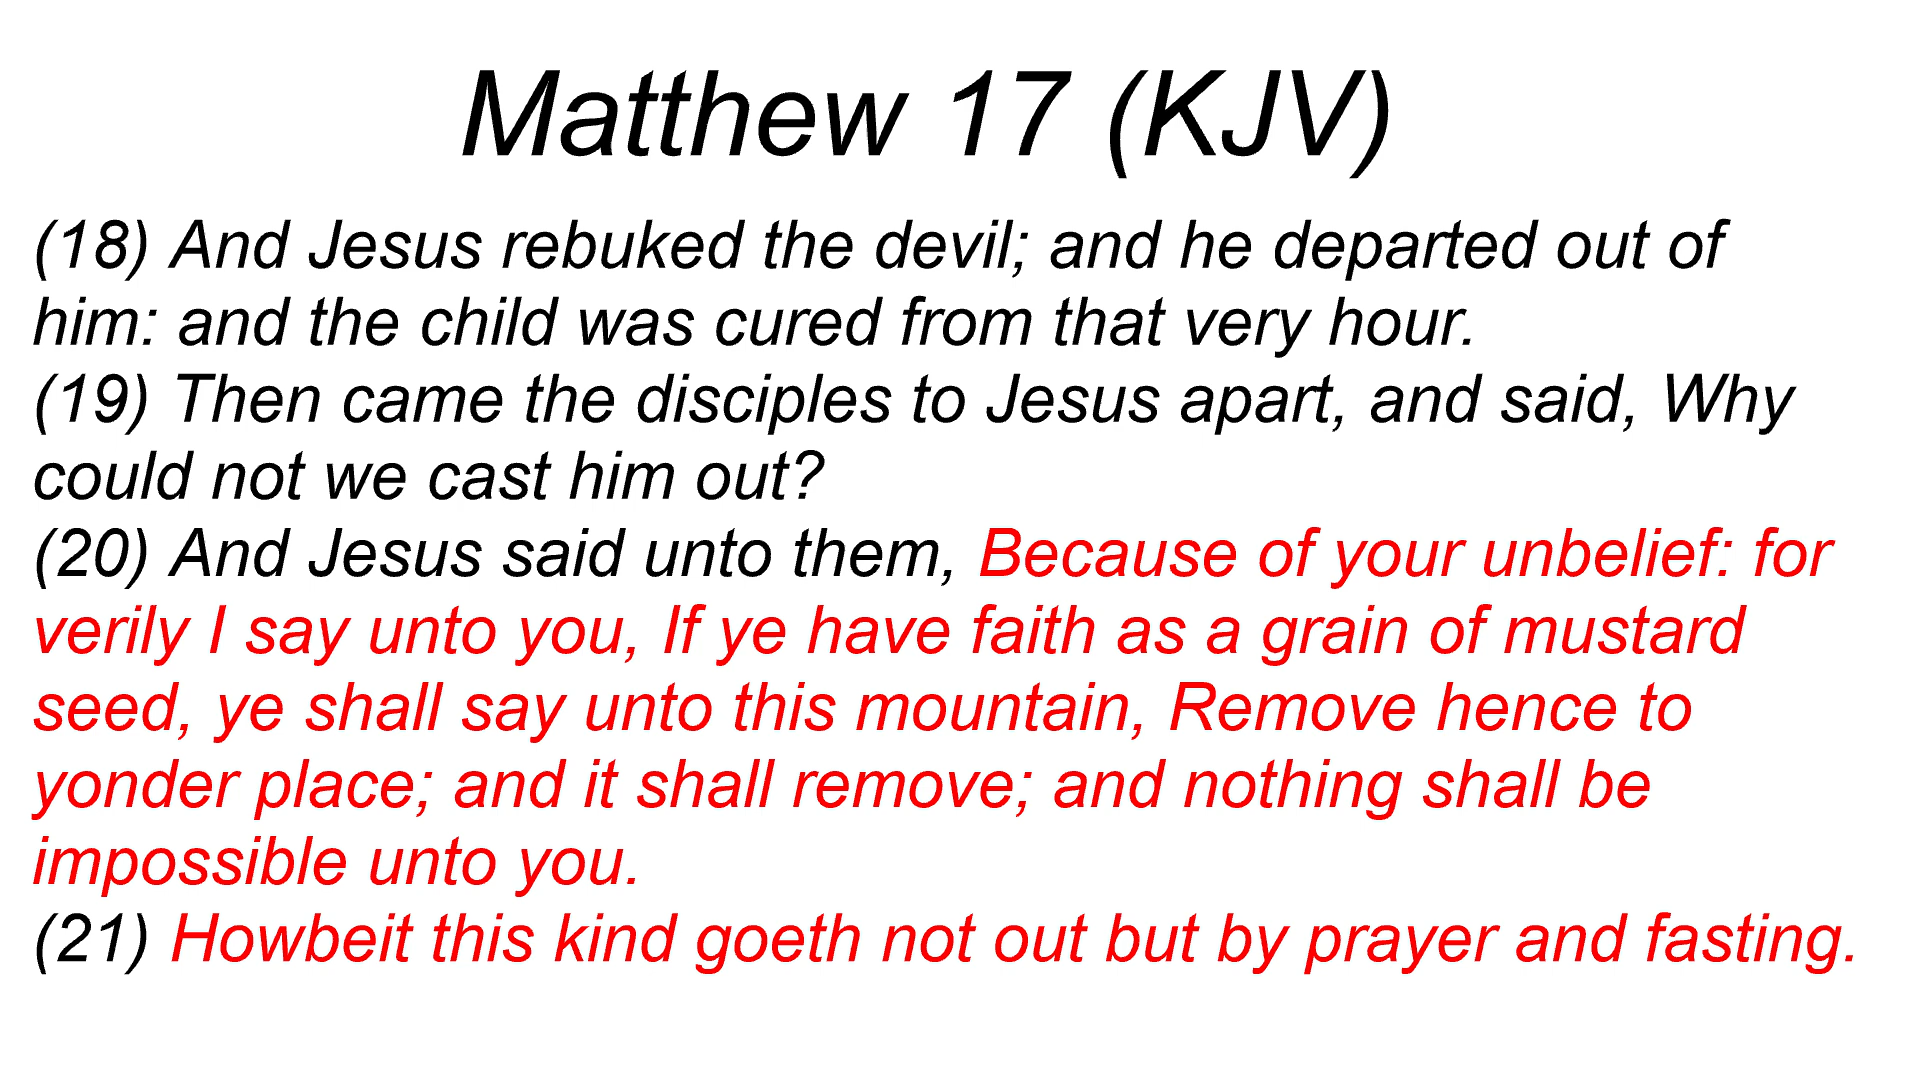 Matthew 17 (KJV)
(18) And Jesus rebuked the devil; and he departed out of
him: and the child was cured from that very hour.
(19) Then came the disciples to Jesus apart, and said, Why
could not we cast him out?
(20) And Jesus said unto them, Because of your unbelief: for
verily I say unto you, If ye have faith as a grain of mustard
seed, ye shall say unto this mountain, Remove hence to
yonder place; and it shall remove; and nothing shall be
impossible unto you.
(21) Howbeit this kind goeth not out but by prayer and fasting.